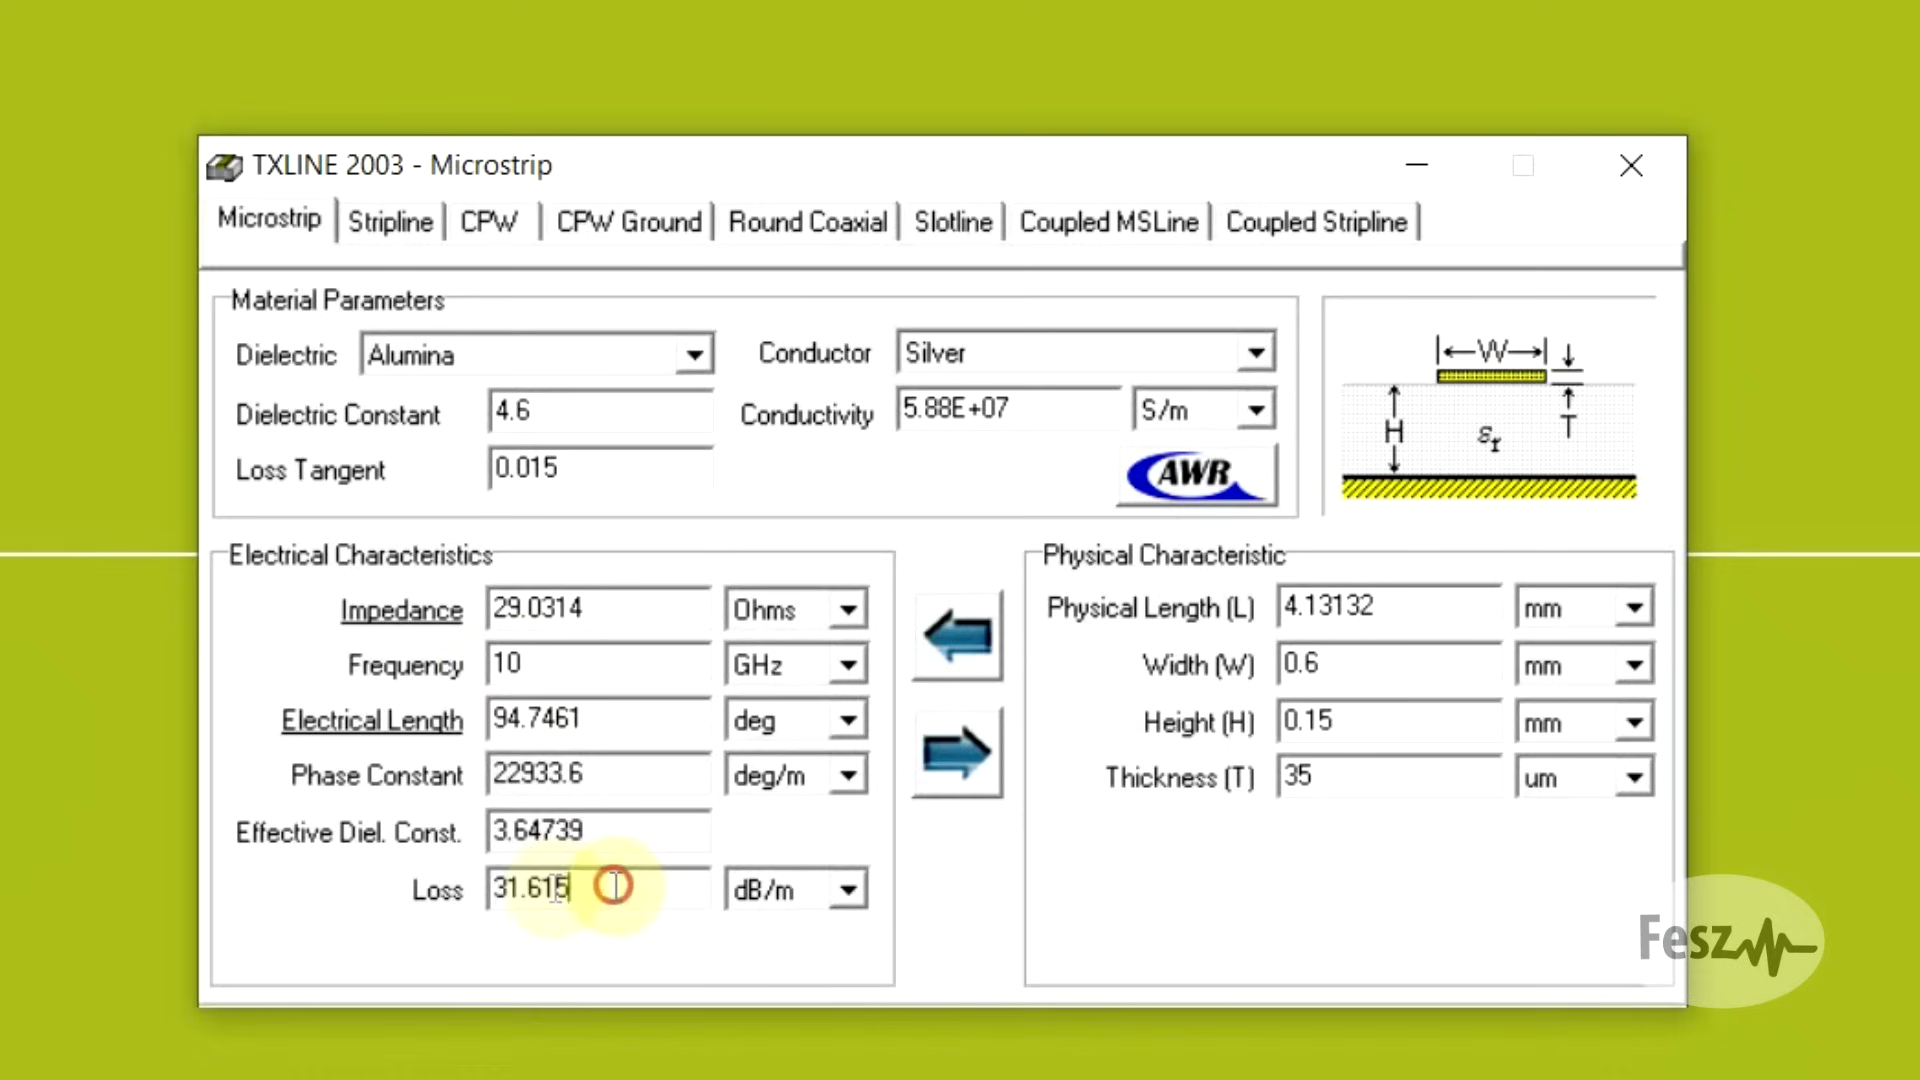 TXLINE 2003 - Microstrip
Microstrip Stripline CPW CPW Ground Round Coaxial Slotline Coupled MSLine Coupled Stripline
Material Parameters
Dielectric Alumina Conductor Silver
Dielectric Constant 4.6 Conductivity 5.88E+07 S/m
Loss Tangent 0.015 AWR
W
H
T
εr
Electrical Characteristics
Impedance 29.0314 Ohms
Frequency 10 GHz
Electrical Length 94.7461 deg
Phase Constant 22933.6 deg/m
Effective Diel. Const. 3.64739
Loss 31.615 dB/m
Physical Characteristic
Physical Length (L) 4.13132 mm
Width (W) 0.6 mm
Height (H) 0.15 mm
Thickness (T) 35 um
Fesz